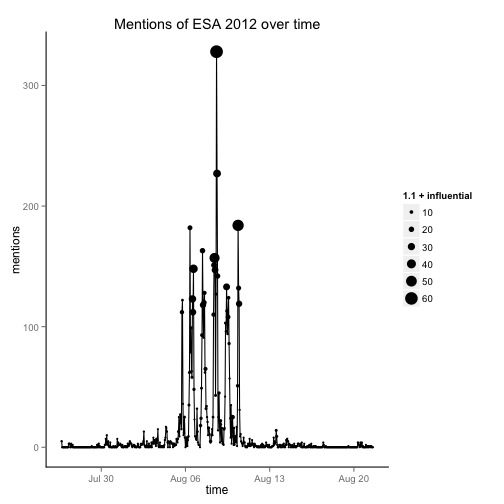 Mentions of ESA 2012 over time
mentions
300
200
100
0
Jul 30
Aug 06
Aug 13
Aug 20
time
1.1 + influential
10
20
30
40
50
60